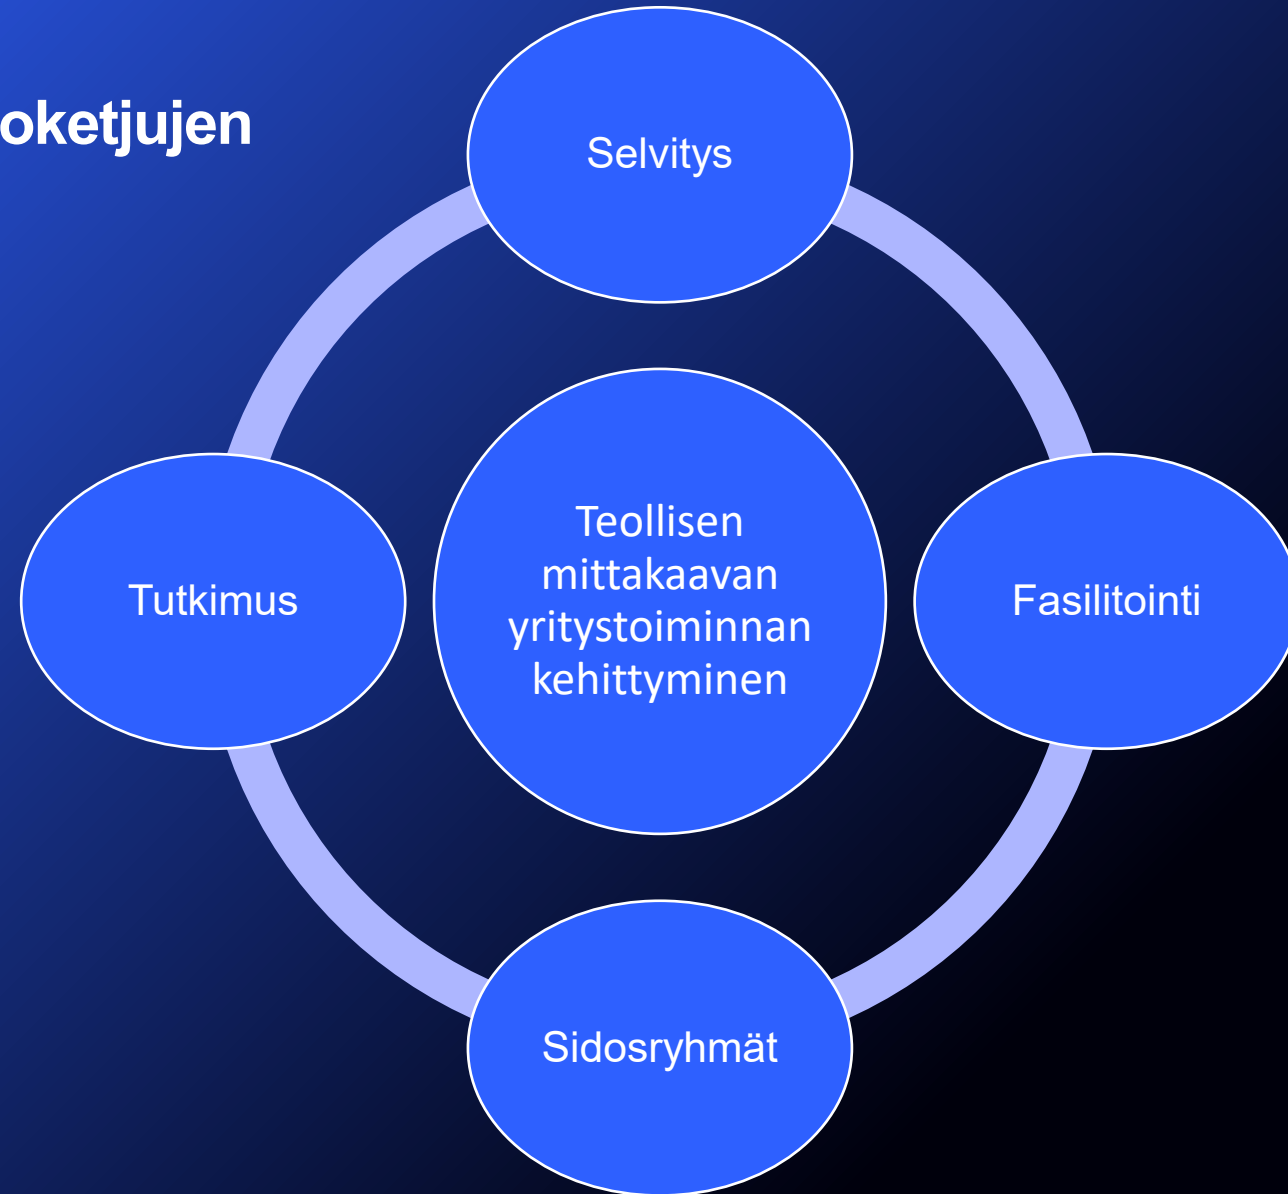 oketjujen
Selvitys
Tutkimus
Teollisen
mittakaavan
yritystoiminnan
kehittyminen
Fasilitointi
Sidosryhmät